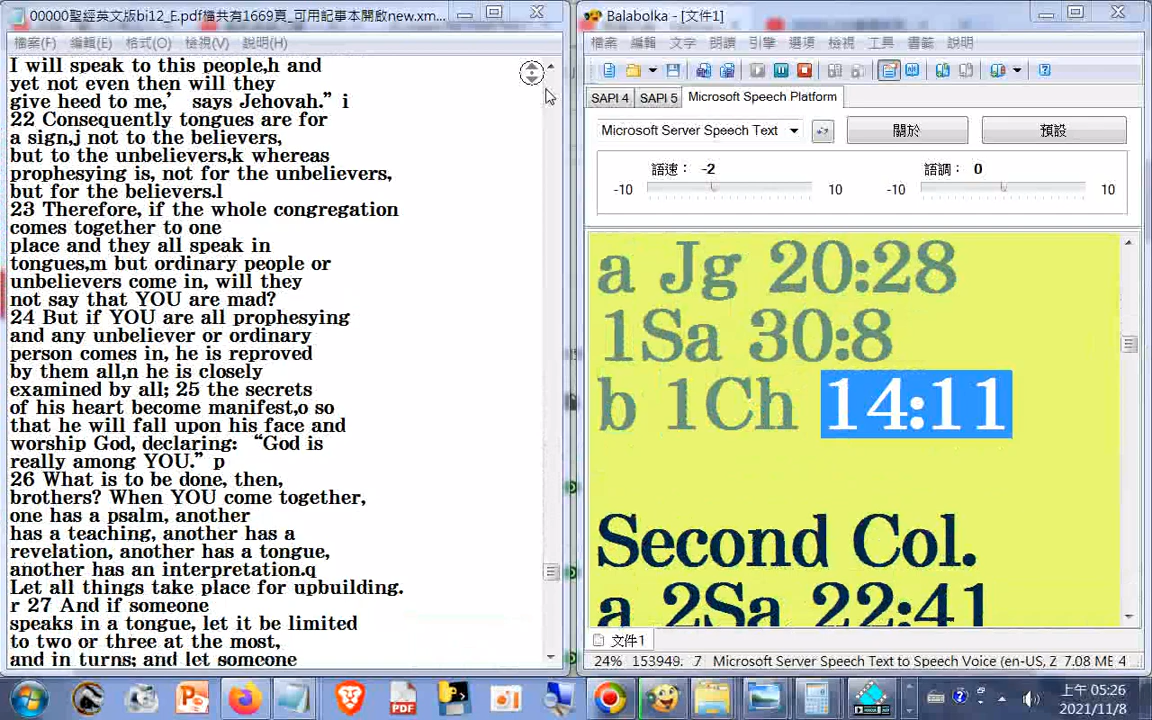 00000聖經英文版bi12_E.pdf檔共有1669頁_可用記事本開啟new.xm...
檔案(F) 編輯(E) 格式(O) 檢視(V) 說明(H)
I will speak to this people,h and
yet not even then will they
give heed to me,’ says Jehovah.” i
22 Consequently tongues are for
a sign,j not to the believers,
but to the unbelievers,k whereas
prophesying is, not for the unbelievers,
but for the believers.l
23 Therefore, if the whole congregation
comes together to one
place and they all speak in
tongues,m but ordinary people or
unbelievers come in, will they
not say that YOU are mad?
24 But if YOU are all prophesying
and any unbeliever or ordinary
person comes in, he is reproved
by them all,n he is closely
examined by all; 25 the secrets
of his heart become manifest,o so
that he will fall upon his face and
worship God, declaring: “God is
really among YOU.” p
26 What is to be done, then,
brothers? When YOU come together,
one has a psalm, another
has a teaching, another has a
revelation, another has a tongue,
another has an interpretation.q
Let all things take place for upbuilding.
r 27 And if someone
speaks in a tongue, let it be limited
to two or three at the most,
and in turns; and let someone
Balabolka - [文件1]
檔案 編輯 文字 朗讀 引擎 選項 檢視 工具 書籤 說明
SAPI 4 SAPI 5 Microsoft Speech Platform
Microsoft Server Speech Text 關於 預設
語速: -2 語調: 0
-10 10 -10 10
a Jg 20:28
1Sa 30:8
b 1Ch 14:11
Second Col.
a 2Sa 22:41
文件1
24% 153949. 7 Microsoft Server Speech Text to Speech Voice (en-US, Z 7.08 ME 4
PDF
上午 05:26
2021/11/8